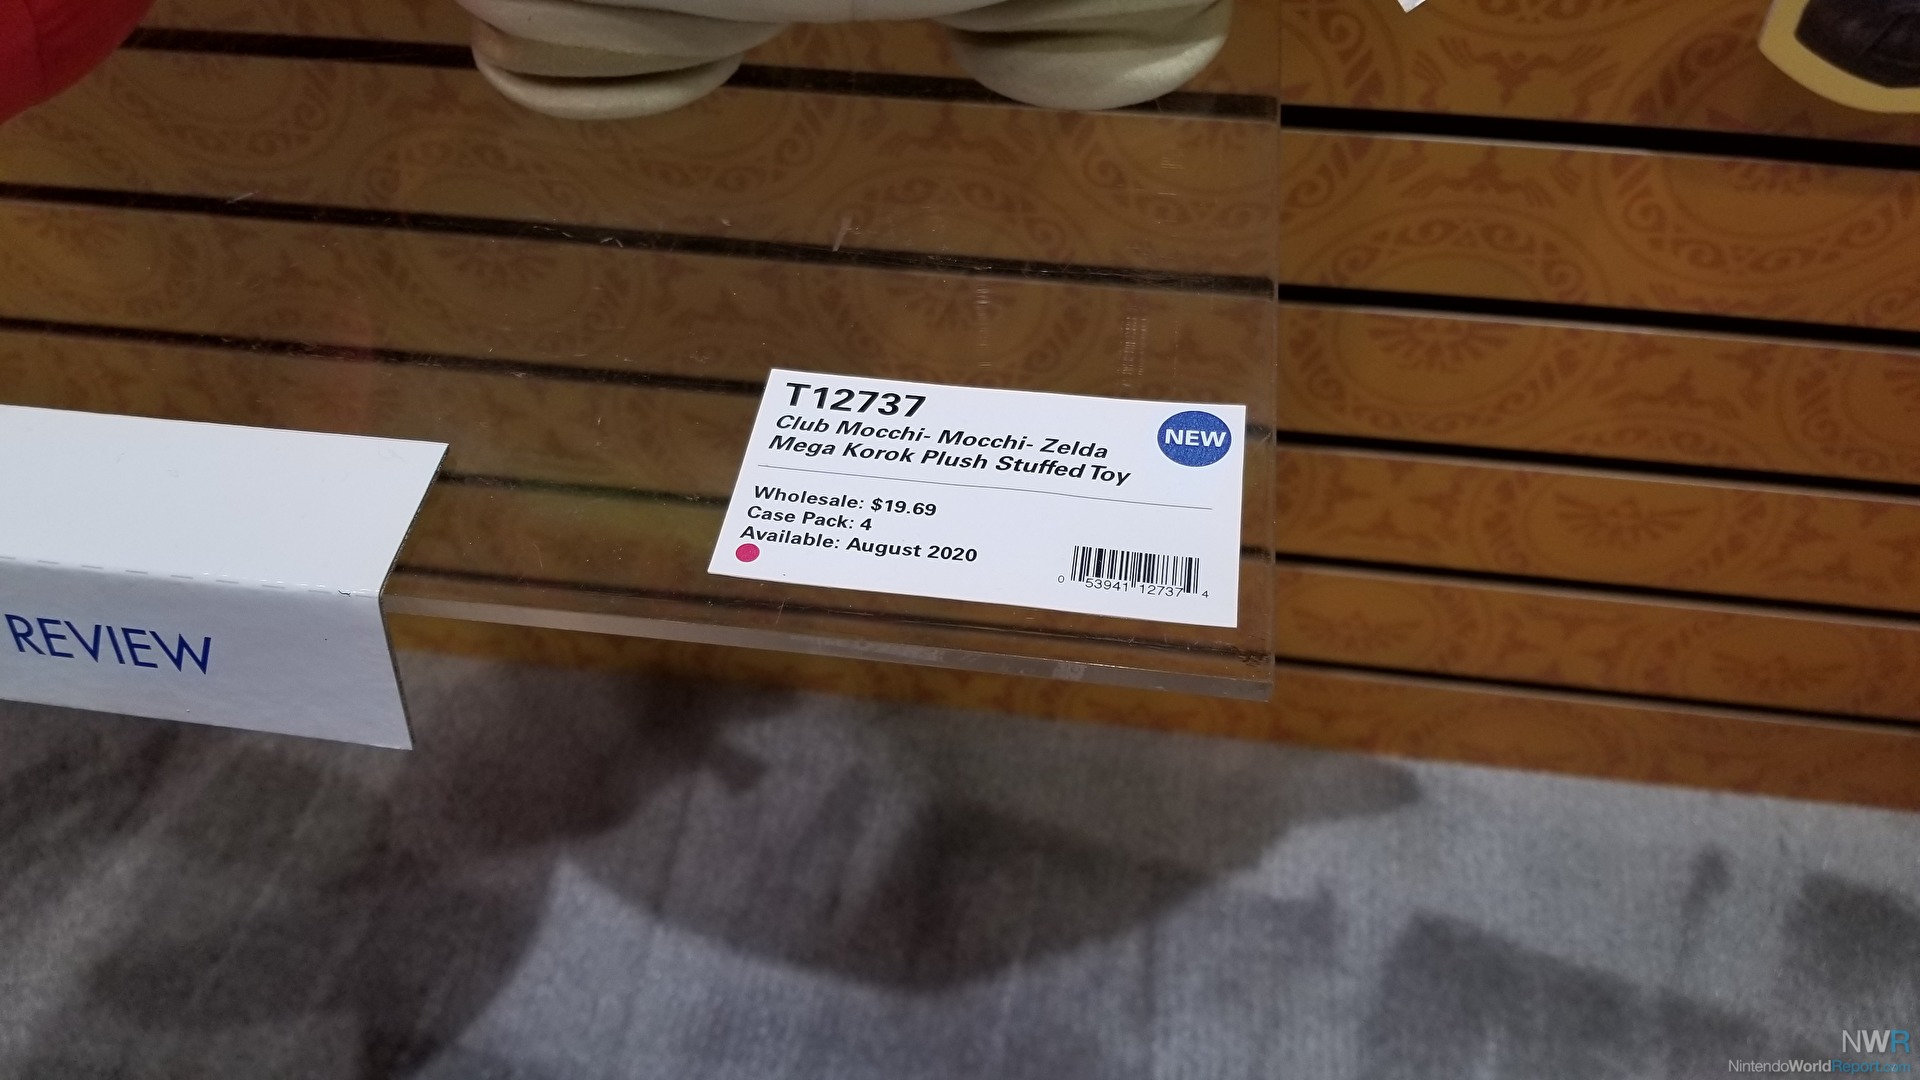 T12737
Club Mocchi- Mocchi- Zelda
Mega Korok Plush Stuffed Toy
NEW
Wholesale: $19.69
Case Pack: 4
Available: August 2020
0 53941 12737 4
REVIEW
NWR
NintendoWorldReport.com